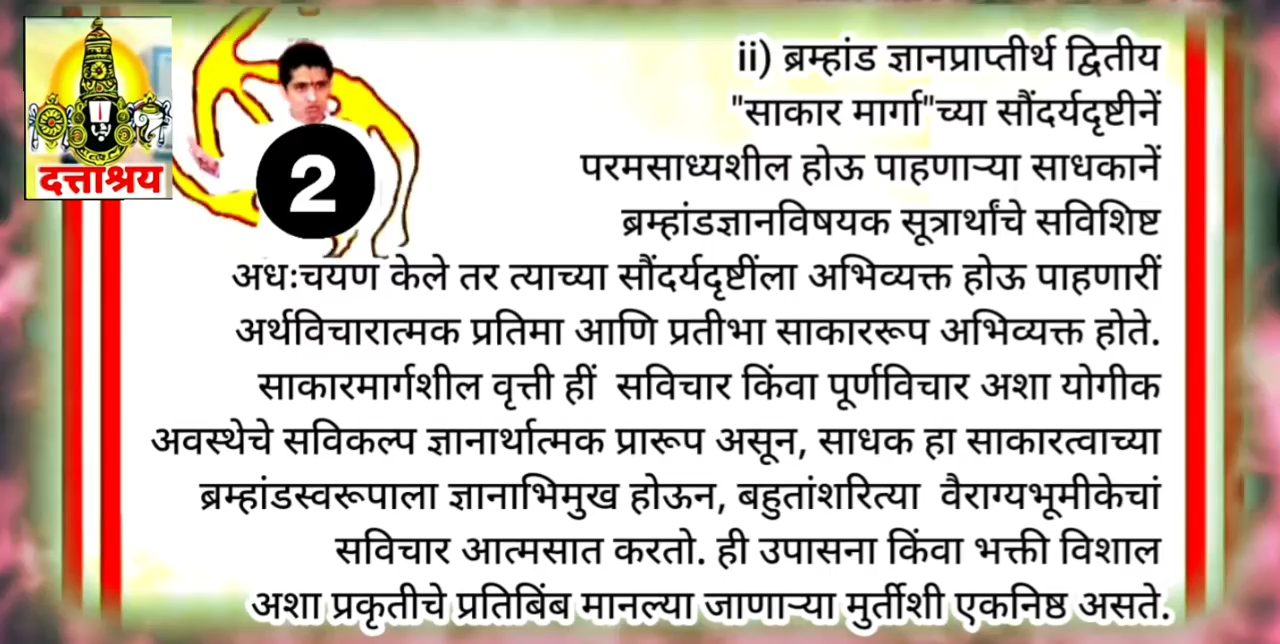 दत्ताश्रय
2
ii) ब्रम्हांड ज्ञानप्राप्तीर्थ द्वितीय
"साकार मार्गा"च्या सौंदर्यदृष्टीनें
परमसाध्यशील होऊ पाहणाऱ्या साधकानें
ब्रम्हांडज्ञानविषयक सूत्रार्थांचे सविशिष्ट
अधःचयण केले तर त्याच्या सौंदर्यदृष्टींला अभिव्यक्त होऊ पाहणारीं
अर्थविचारात्मक प्रतिमा आणि प्रतीभा साकाररूप अभिव्यक्त होते.
साकारमार्गशील वृत्ती हीं सविचार किंवा पूर्णविचार अशा योगीक
अवस्थेचे सविकल्प ज्ञानार्थात्मक प्रारूप असून, साधक हा साकारत्वाच्या
ब्रम्हांडस्वरूपाला ज्ञानाभिमुख होऊन, बहुतांशरित्या वैराग्यभूमीकेचां
सविचार आत्मसात करतो. ही उपासना किंवा भक्ती विशाल
अशा प्रकृतीचे प्रतिबिंब मानल्या जाणाऱ्या मुर्तीशी एकनिष्ठ असते.